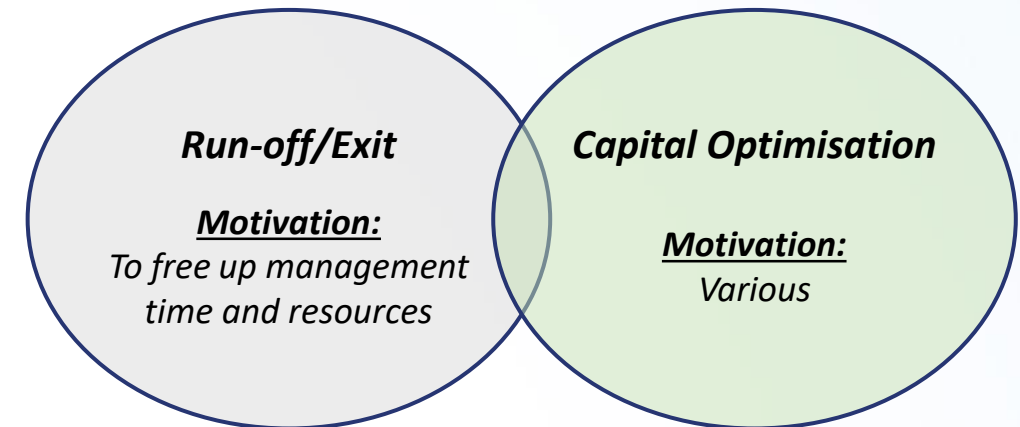 Run-off/Exit
Motivation:
To free up management
time and resources
Capital Optimisation
Motivation:
Various